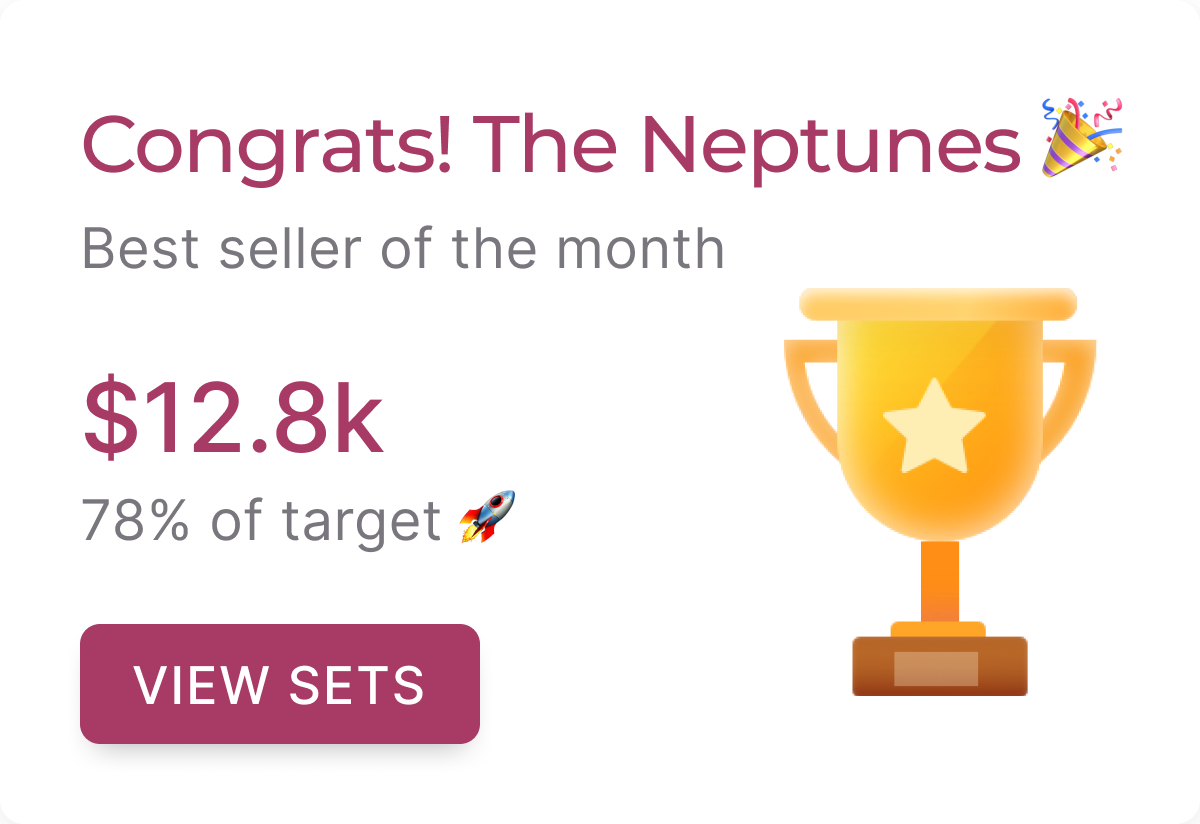 Congrats! The Neptunes 🎉
Best seller of the month
$12.8k
78% of target 🚀
VIEW SETS